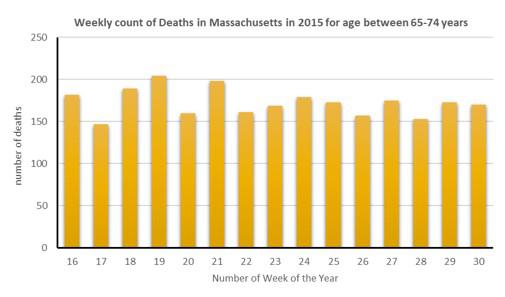 Weekly count of Deaths in Massachusetts in 2015 for age between 65-74 years
250
200
150
100
50
0
number of deaths
16 17 18 19 20 21 22 23 24 25 26 27 28 29 30
Number of Week of the Year